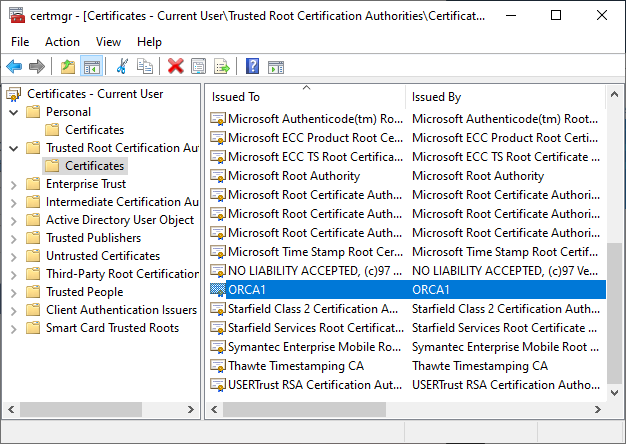 certmgr - [Certificates - Current User\Trusted Root Certification Authorities\Certificat...
File Action View Help
Certificates - Current User
Personal
Certificates
Trusted Root Certification Au
Certificates
Enterprise Trust
Intermediate Certification Au
Active Directory User Object
Trusted Publishers
Untrusted Certificates
Third-Party Root Certification
Trusted People
Client Authentication Issuers
Smart Card Trusted Roots
Issued To Issued By
Microsoft Authenticode(tm) Ro... Microsoft Authenticode(tm) Root...
Microsoft ECC Product Root Ce... Microsoft ECC Product Root Certi...
Microsoft ECC TS Root Certifica... Microsoft ECC TS Root Certificate ...
Microsoft Root Authority Microsoft Root Authority
Microsoft Root Certificate Auth... Microsoft Root Certificate Authori...
Microsoft Root Certificate Auth... Microsoft Root Certificate Authori...
Microsoft Root Certificate Auth... Microsoft Root Certificate Authori...
Microsoft Time Stamp Root Cer... Microsoft Time Stamp Root Certif...
NO LIABILITY ACCEPTED, (c)97 ... NO LIABILITY ACCEPTED, (c)97 Ve...
ORCA1 ORCA1
Starfield Class 2 Certification A... Starfield Class 2 Certification Auth...
Starfield Services Root Certifica... Starfield Services Root Certificate ...
Symantec Enterprise Mobile Ro... Symantec Enterprise Mobile Root ...
Thawte Timestamping CA Thawte Timestamping CA
USERTrust RSA Certification Aut... USERTrust RSA Certification Autho...